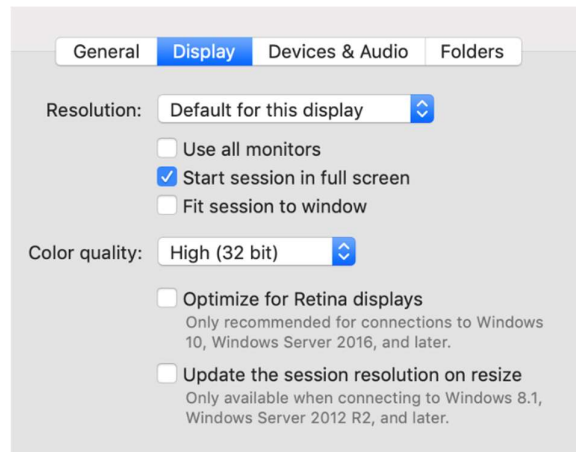 General Display Devices & Audio Folders
Resolution: Default for this display
Use all monitors
Start session in full screen
Fit session to window
Color quality: High (32 bit)
Optimize for Retina displays
Only recommended for connections to Windows
10, Windows Server 2016, and later.
Update the session resolution on resize
Only available when connecting to Windows 8.1,
Windows Server 2012 R2, and later.